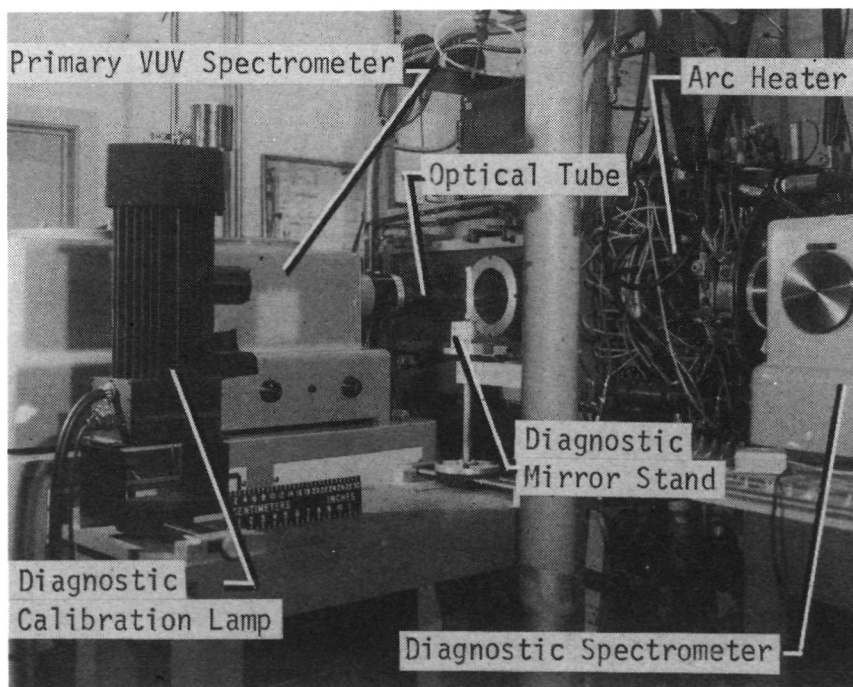 Primary VUV Spectrometer
Arc Heater
Optical Tube
Diagnostic
Mirror Stand
CENTIMETERS
INCHES
Diagnostic
Calibration Lamp
Diagnostic Spectrometer